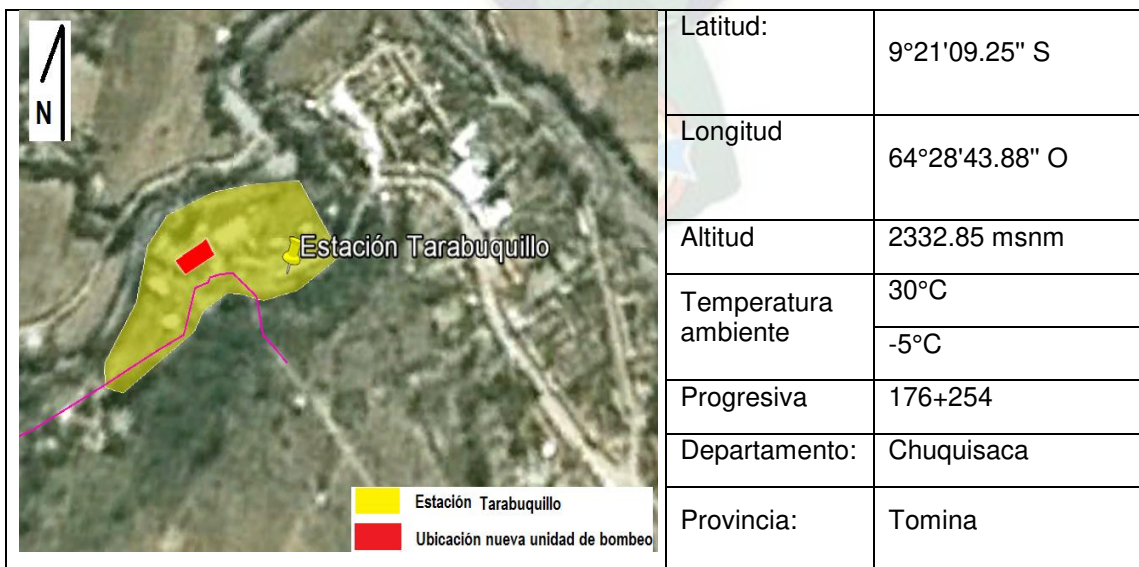 N
Estación Tarabuquillo
Estación Tarabuquillo
Ubicación nueva unidad de bombeo
Latitud:
9°21'09.25'' S
Longitud
64°28'43.88'' O
Altitud
2332.85 msnm
Temperatura
ambiente
30°C
-5°C
Progresiva
176+254
Departamento:
Chuquisaca
Provincia:
Tomina